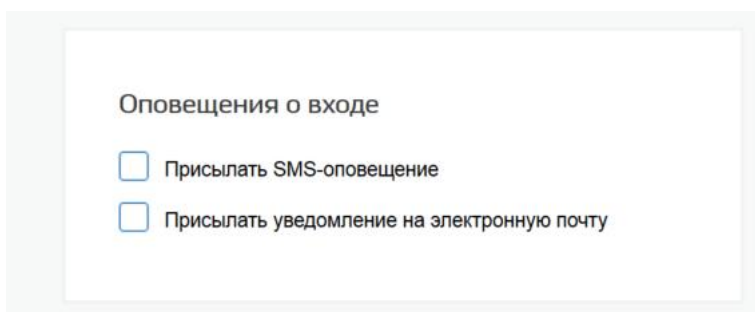 Оповещения о входе
Присылать SMS-оповещение
Присылать уведомление на электронную почту